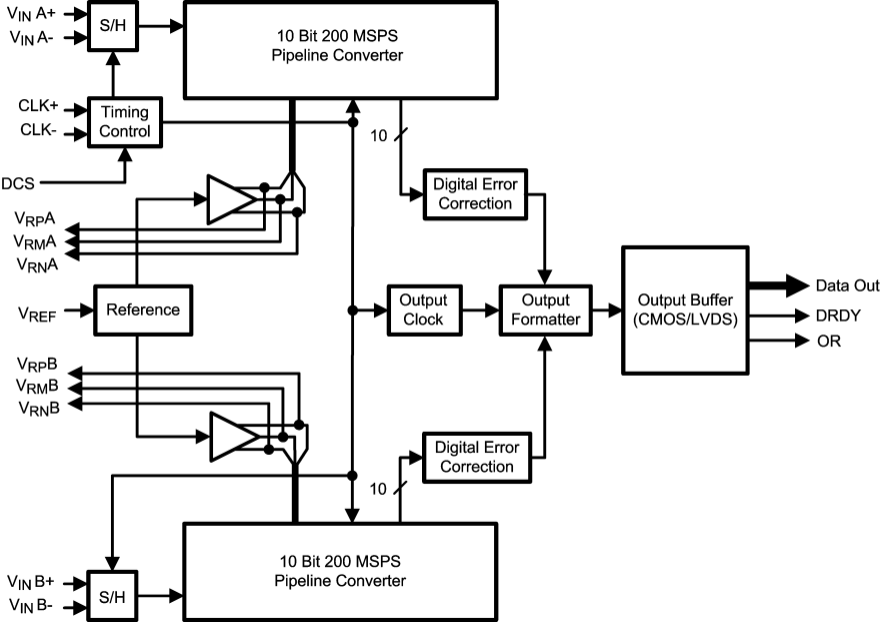 VIN A+
VIN A-
S/H
10 Bit 200 MSPS
Pipeline Converter
CLK+
CLK-
Timing
Control
10
DCS
Digital Error
Correction
VRPA
VRMA
VRNA
VREF
Reference
Output
Clock
Output
Formatter
Output Buffer
(CMOS/LVDS)
Data Out
DRDY
OR
VRPB
VRMB
VRNB
Digital Error
Correction
10
10 Bit 200 MSPS
Pipeline Converter
VIN B+
VIN B-
S/H